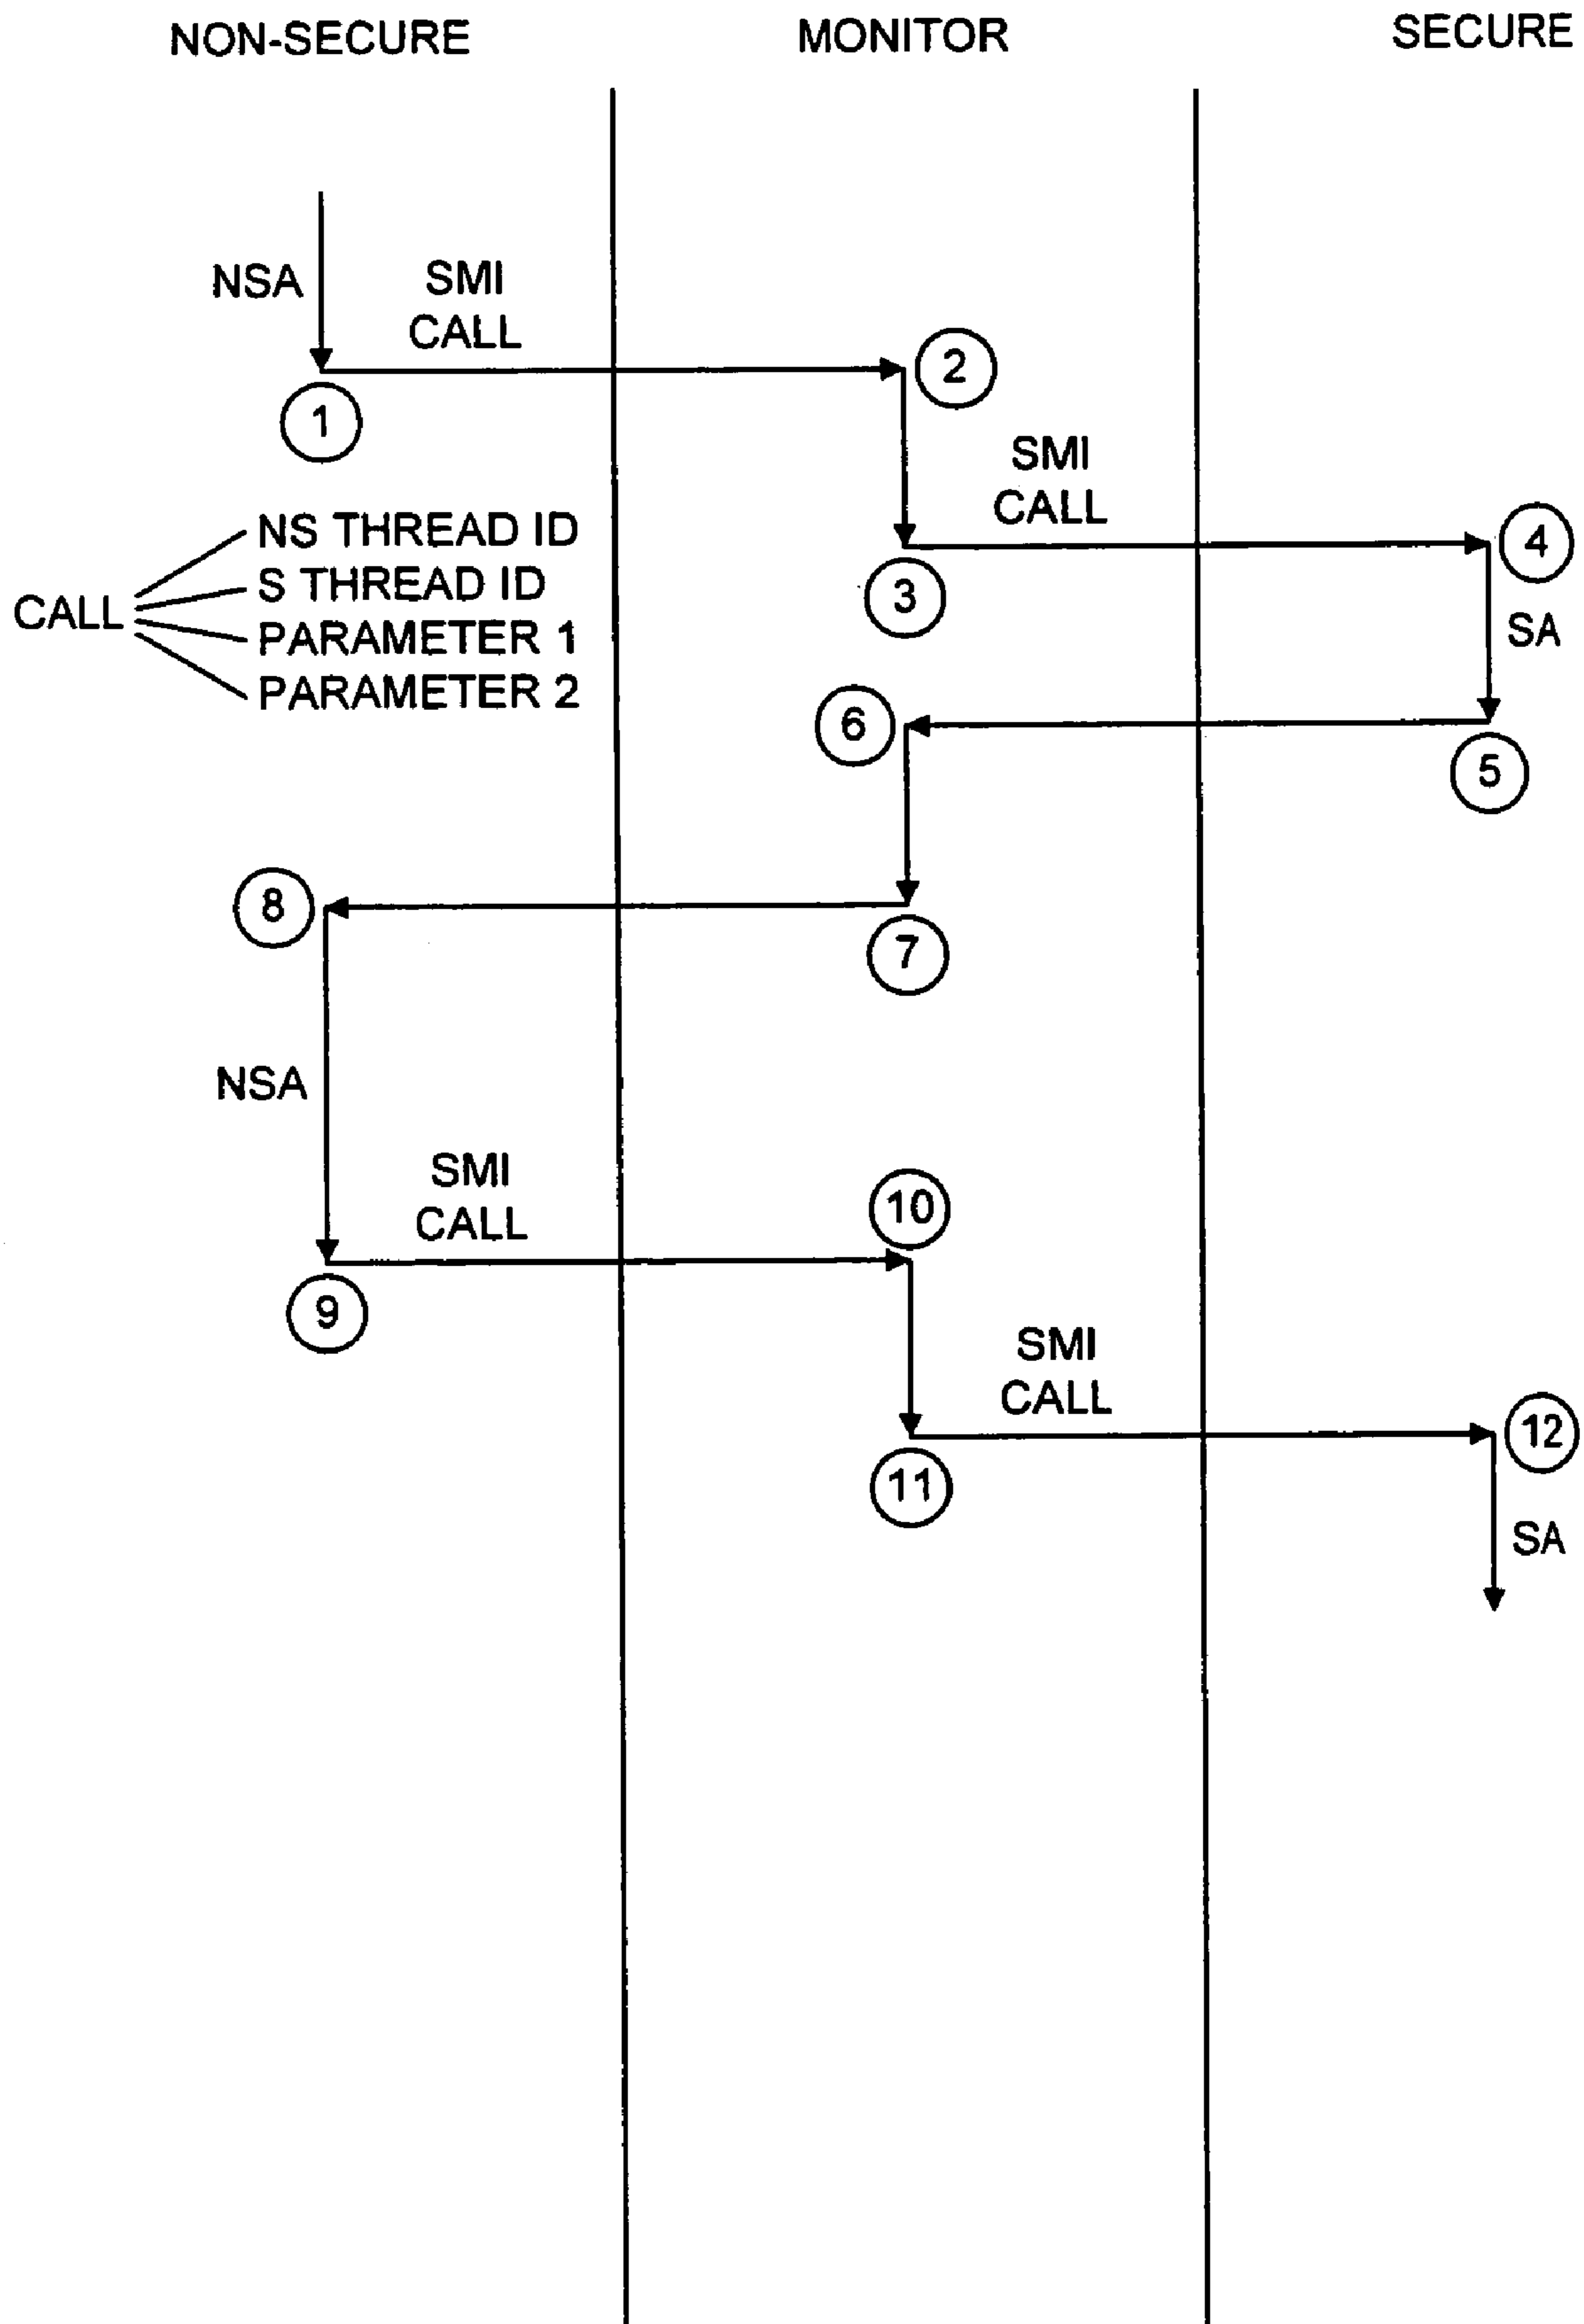 NON-SECURE
MONITOR
SECURE
NSA
SMI
CALL
2
1
SMI
CALL
4
3
NS THREAD ID
S THREAD ID
CALL
PARAMETER 1
PARAMETER 2
SA
6
5
8
7
NSA
SMI
CALL
10
9
SMI
CALL
12
11
SA